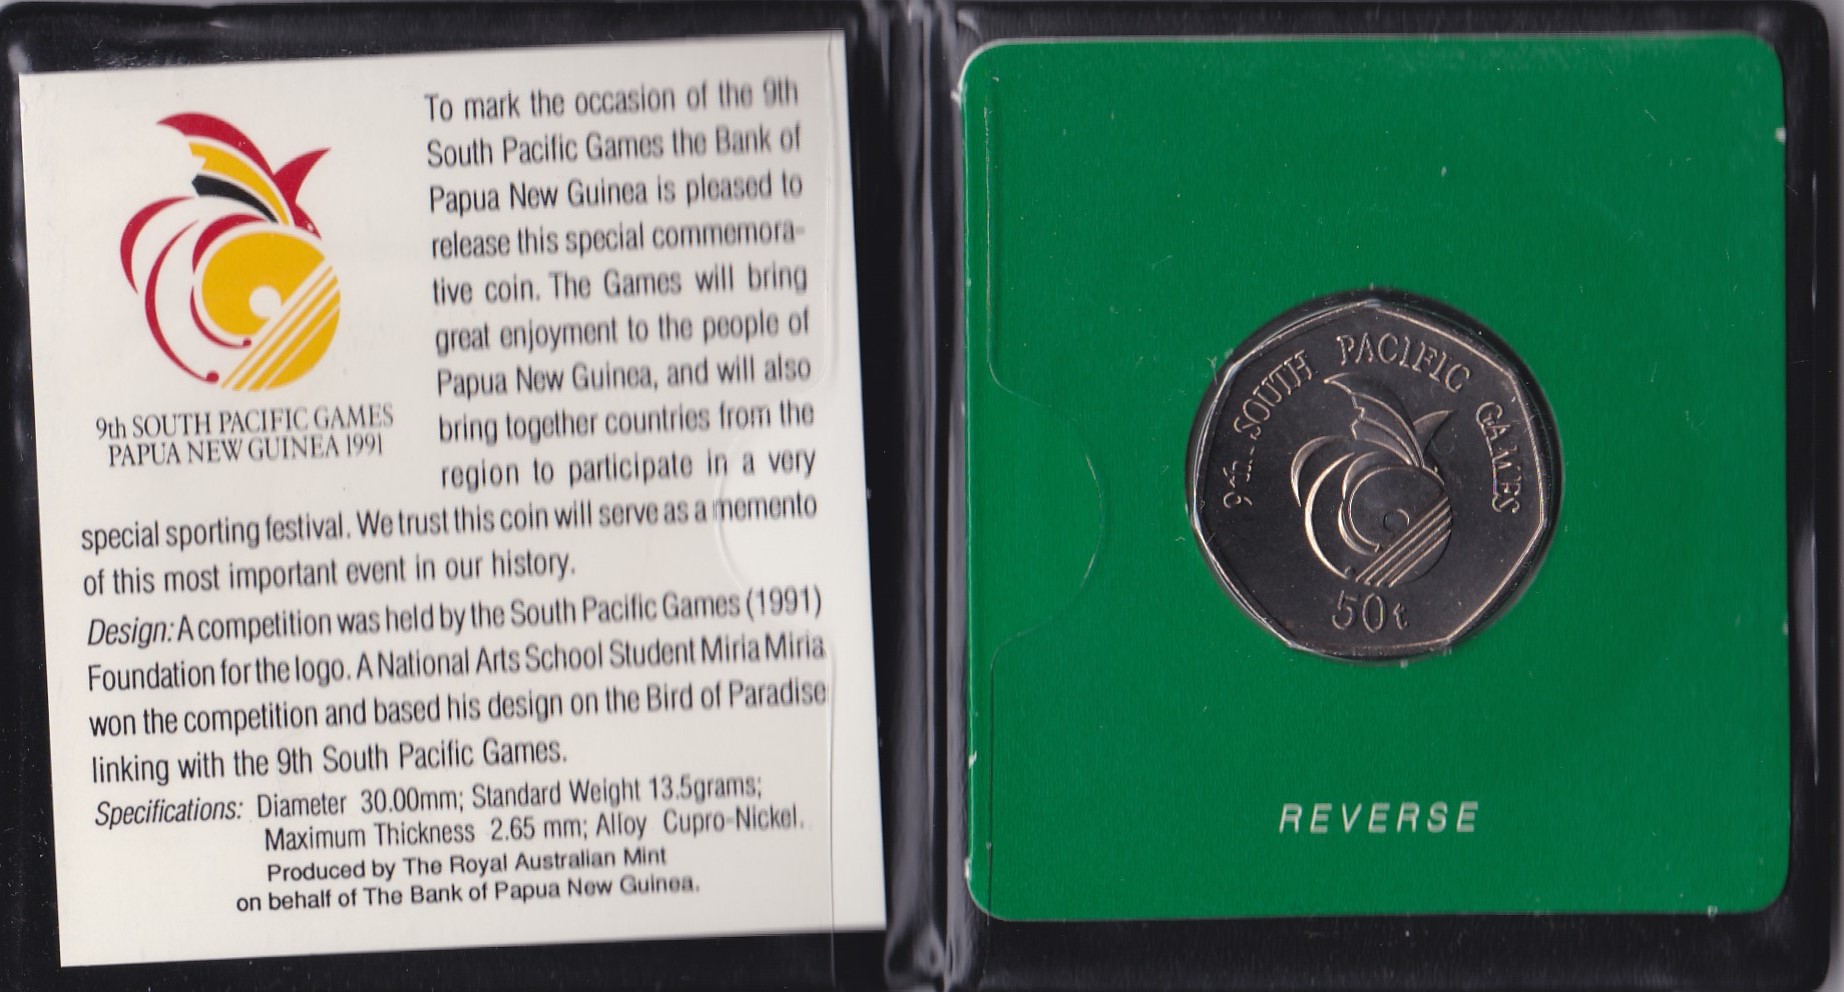 To mark the occasion of the 9th
South Pacific Games the Bank of
Papua New Guinea is pleased to
release this special commemora-
tive coin. The Games will bring
great enjoyment to the people of
Papua New Guinea, and will also
bring together countries from the
region to participate in a very
special sporting festival. We trust this coin will serve as a memento
of this most important event in our history.
9th SOUTH PACIFIC GAMES
PAPUA NEW GUINEA 1991
Design: A competition was held by the South Pacific Games (1991)
Foundation for the logo. A National Arts School Student Miria Miria
won the competition and based his design on the Bird of Paradise
linking with the 9th South Pacific Games.
Specifications: Diameter 30.00mm; Standard Weight 13.5grams;
Maximum Thickness 2.65 mm; Alloy Cupro-Nickel.
Produced by The Royal Australian Mint
on behalf of The Bank of Papua New Guinea.
9th SOUTH PACIFIC GAMES
50t
REVERSE